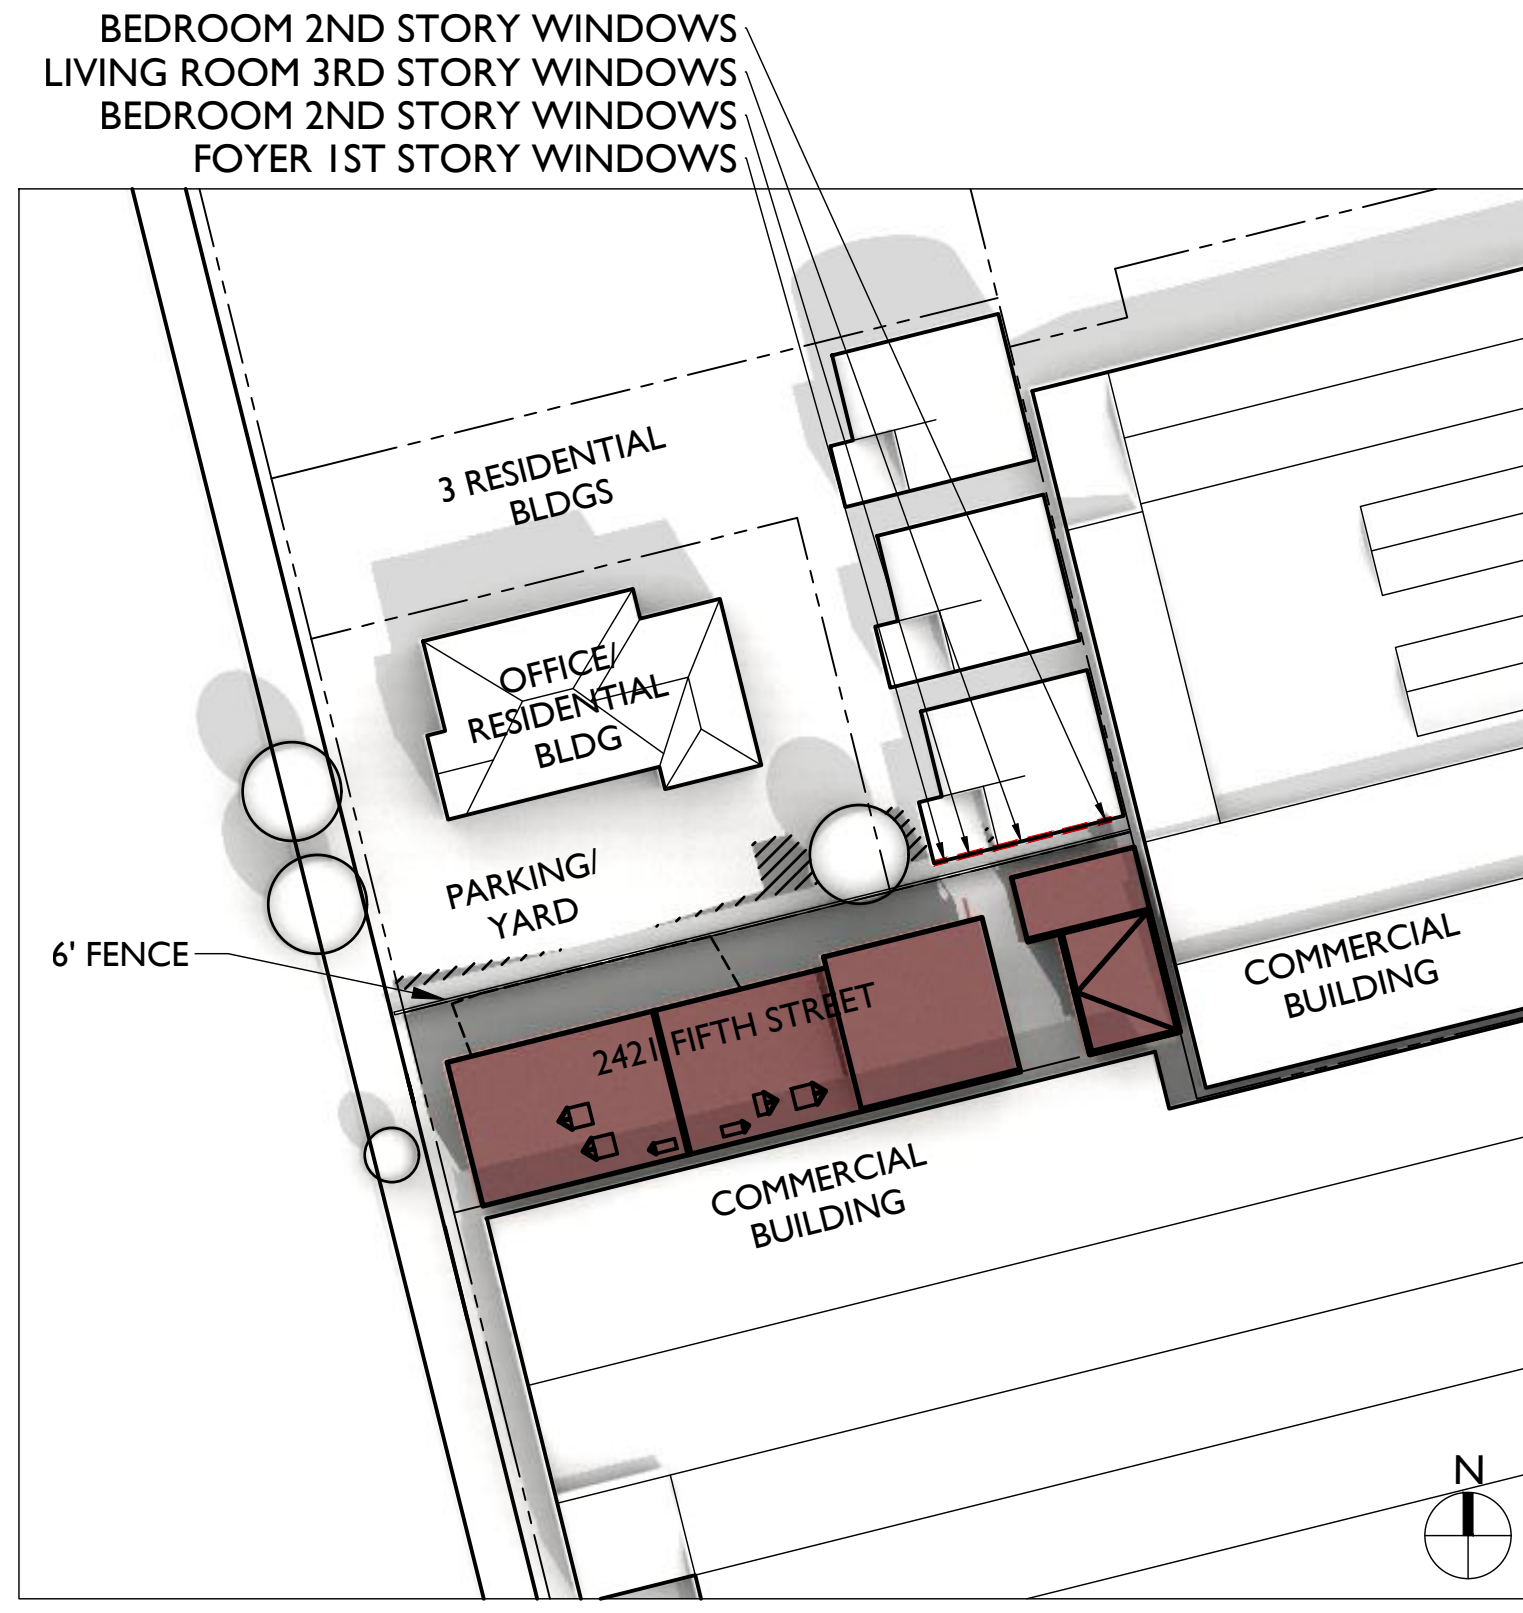 BEDROOM 2ND STORY WINDOWS
LIVING ROOM 3RD STORY WINDOWS
BEDROOM 2ND STORY WINDOWS
FOYER 1ST STORY WINDOWS
3 RESIDENTIAL
BLDGS
OFFICE/
RESIDENTIAL
BLDG
PARKING/
YARD
6' FENCE
2421 FIFTH STREET
COMMERCIAL
BUILDING
COMMERCIAL
BUILDING
N